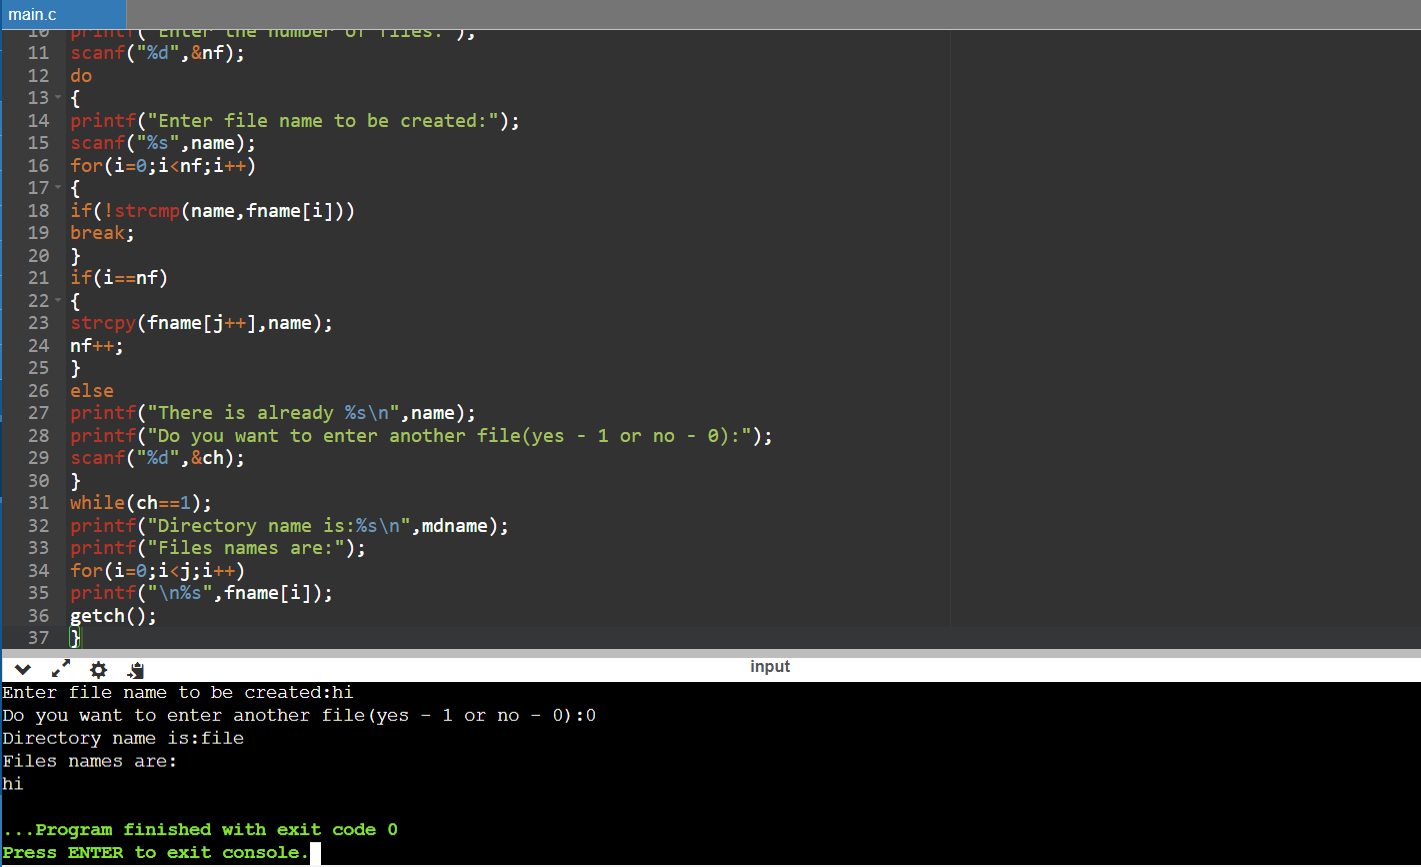 main.c
10 printf("Enter the number of files:");
11 scanf("%d",&nf);
12 do
13 {
14 printf("Enter file name to be created:");
15 scanf("%s",name);
16 for(i=0;i<nf;i++)
17 {
18 if(!strcmp(name,fname[i]))
19 break;
20 }
21 if(i==nf)
22 {
23 strcpy(fname[j++],name);
24 nf++;
25 }
26 else
27 printf("There is already %s\n",name);
28 printf("Do you want to enter another file(yes - 1 or no - 0):");
29 scanf("%d",&ch);
30 }
31 while(ch==1);
32 printf("Directory name is:%s\n",mdname);
33 printf("Files names are:");
34 for(i=0;i<j;i++)
35 printf("\n%s",fname[i]);
36 getch();
37 }
input
Enter file name to be created:hi
Do you want to enter another file(yes - 1 or no - 0):0
Directory name is:file
Files names are:
hi
...Program finished with exit code 0
Press ENTER to exit console.